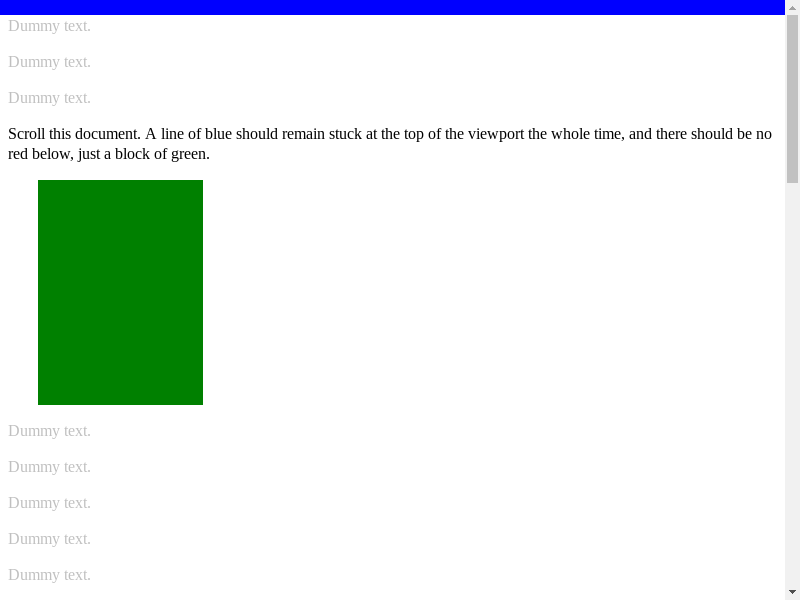 Dummy text.
Dummy text.
Dummy text.
Scroll this document. A line of blue should remain stuck at the top of the viewport the whole time, and there should be no
red below, just a block of green.
Dummy text.
Dummy text.
Dummy text.
Dummy text.
Dummy text.